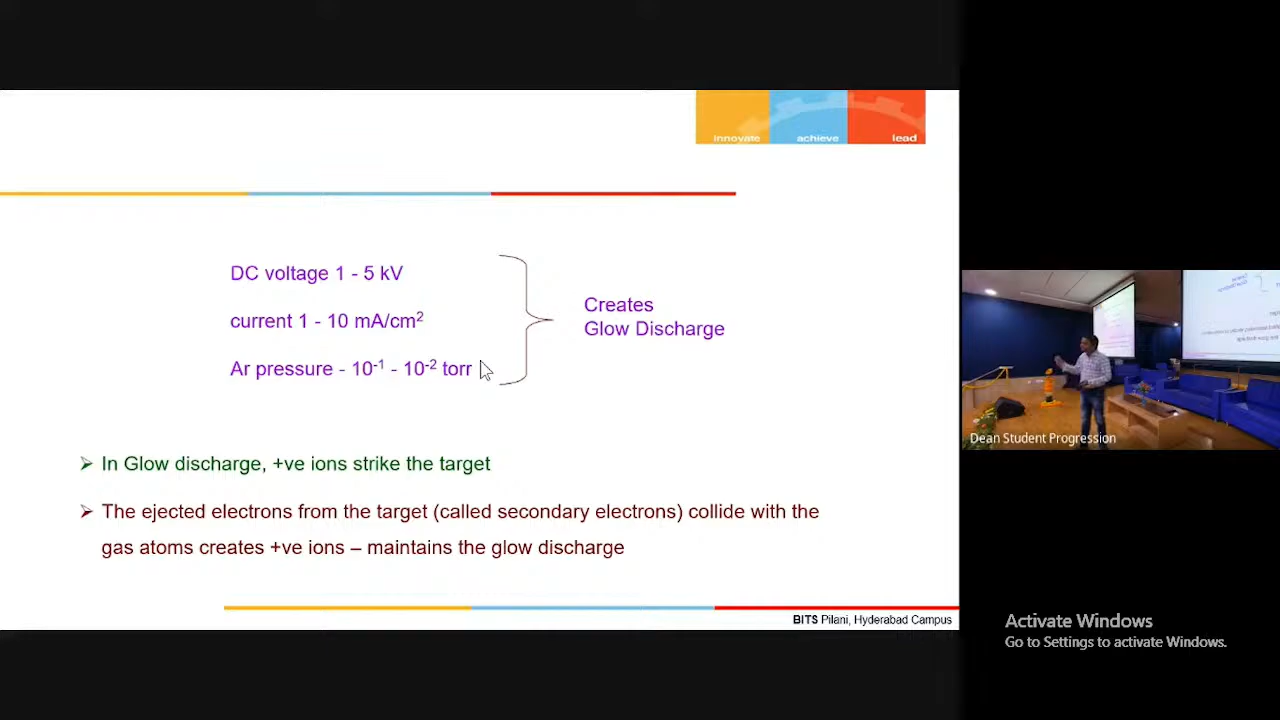 innovate achieve lead
DC voltage 1 - 5 kV
current 1 - 10 mA/cm²
Ar pressure - 10⁻¹ - 10⁻² torr
Creates
Glow Discharge
➢ In Glow discharge, +ve ions strike the target
➢ The ejected electrons from the target (called secondary electrons) collide with the
gas atoms creates +ve ions – maintains the glow discharge
BITS Pilani, Hyderabad Campus
Dean Student Progression
Activate Windows
Go to Settings to activate Windows.